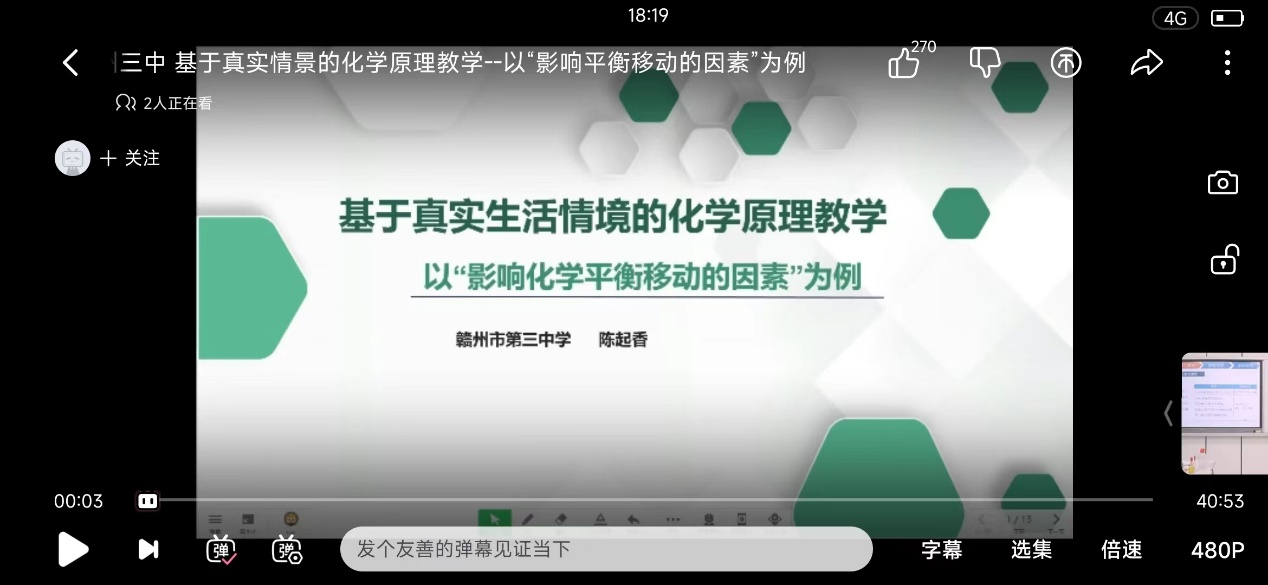 18:19
4G
三中 基于真实情景的化学原理教学--以“影响平衡移动的因素”为例
270
2人正在看
+ 关注
基于真实生活情境的化学原理教学
以“影响化学平衡移动的因素”为例
赣州市第三中学 陈起香
00:03
40:53
1/13
弹
弹
发个友善的弹幕见证当下
字幕
选集
倍速
480P